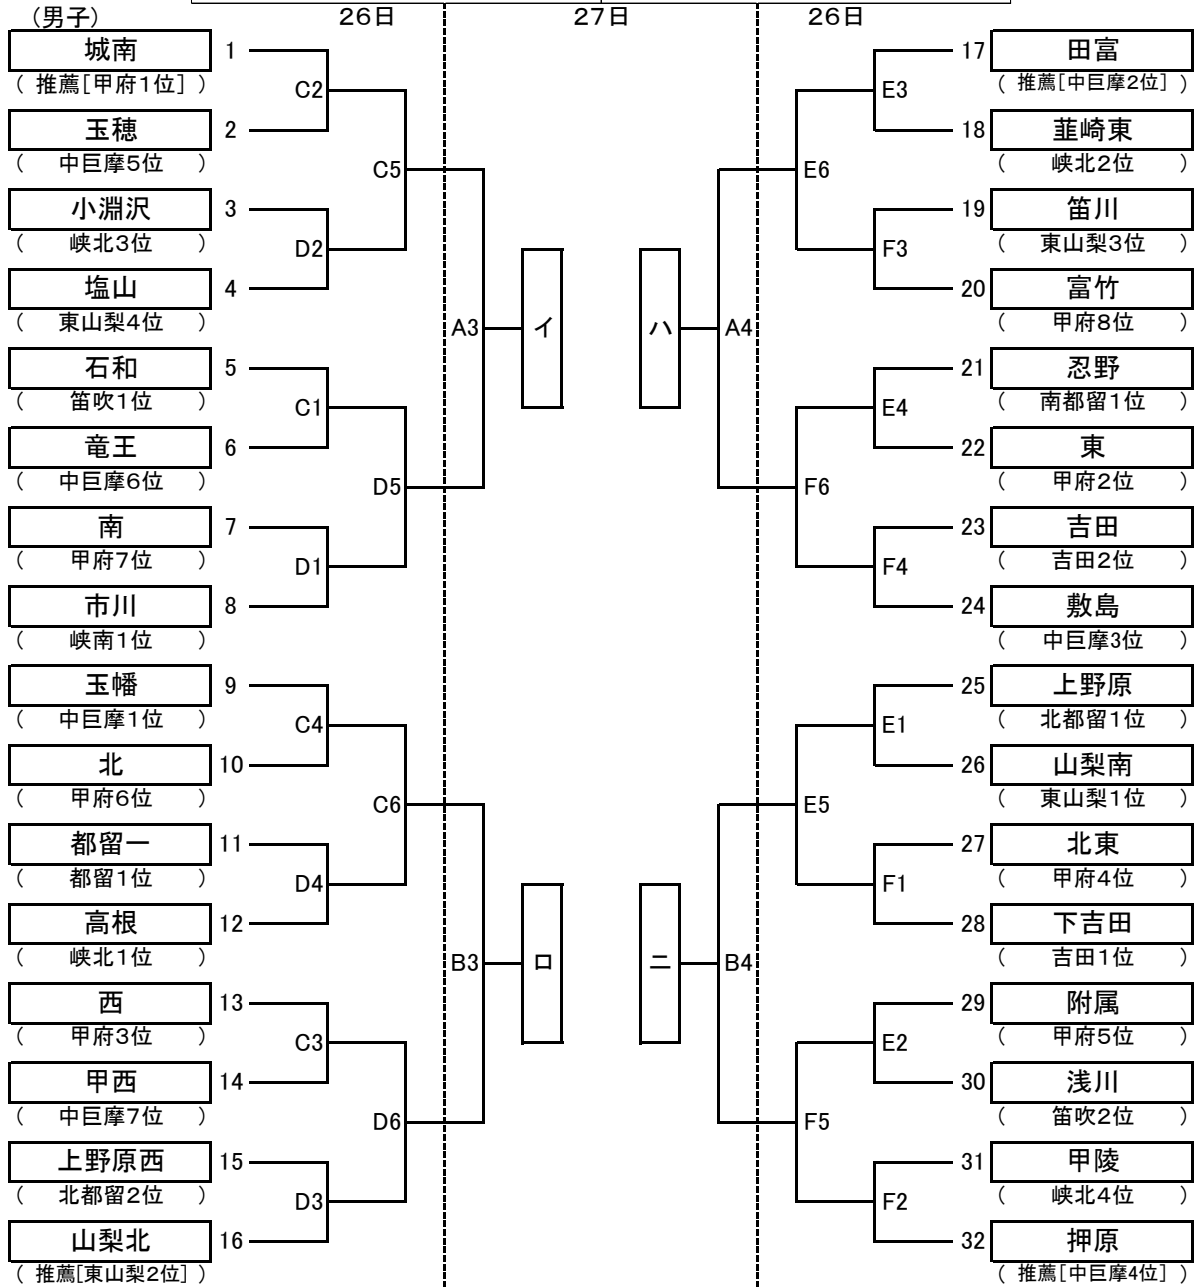 (男子)
26日
27日
26日
城南 1
( 推薦[甲府1位] )
C2
玉穂 2
( 中巨摩5位 )
C5
小淵沢 3
( 峡北3位 )
D2
塩山 4
( 東山梨4位 )
A3
イ
石和 5
( 笛吹1位 )
C1
竜王 6
( 中巨摩6位 )
D5
南 7
( 甲府7位 )
D1
市川 8
( 峡南1位 )
玉幡 9
( 中巨摩1位 )
C4
北 10
( 甲府6位 )
C6
都留一 11
( 都留1位 )
D4
高根 12
( 峡北1位 )
B3
ロ
西 13
( 甲府3位 )
C3
甲西 14
( 中巨摩7位 )
D6
上野原西 15
( 北都留2位 )
D3
山梨北 16
( 推薦[東山梨2位] )
17 田富
( 推薦[中巨摩2位] )
E3
18 韮崎東
( 峡北2位 )
E6
19 笛川
( 東山梨3位 )
F3
20 富竹
( 甲府8位 )
ハ
A4
21 忍野
( 南都留1位 )
E4
22 東
( 甲府2位 )
F6
23 吉田
( 吉田2位 )
F4
24 敷島
( 中巨摩3位 )
25 上野原
( 北都留1位 )
E1
26 山梨南
( 東山梨1位 )
E5
27 北東
( 甲府4位 )
F1
28 下吉田
( 吉田1位 )
ニ
B4
29 附属
( 甲府5位 )
E2
30 浅川
( 笛吹2位 )
F5
31 甲陵
( 峡北4位 )
F2
32 押原
( 推薦[中巨摩4位] )